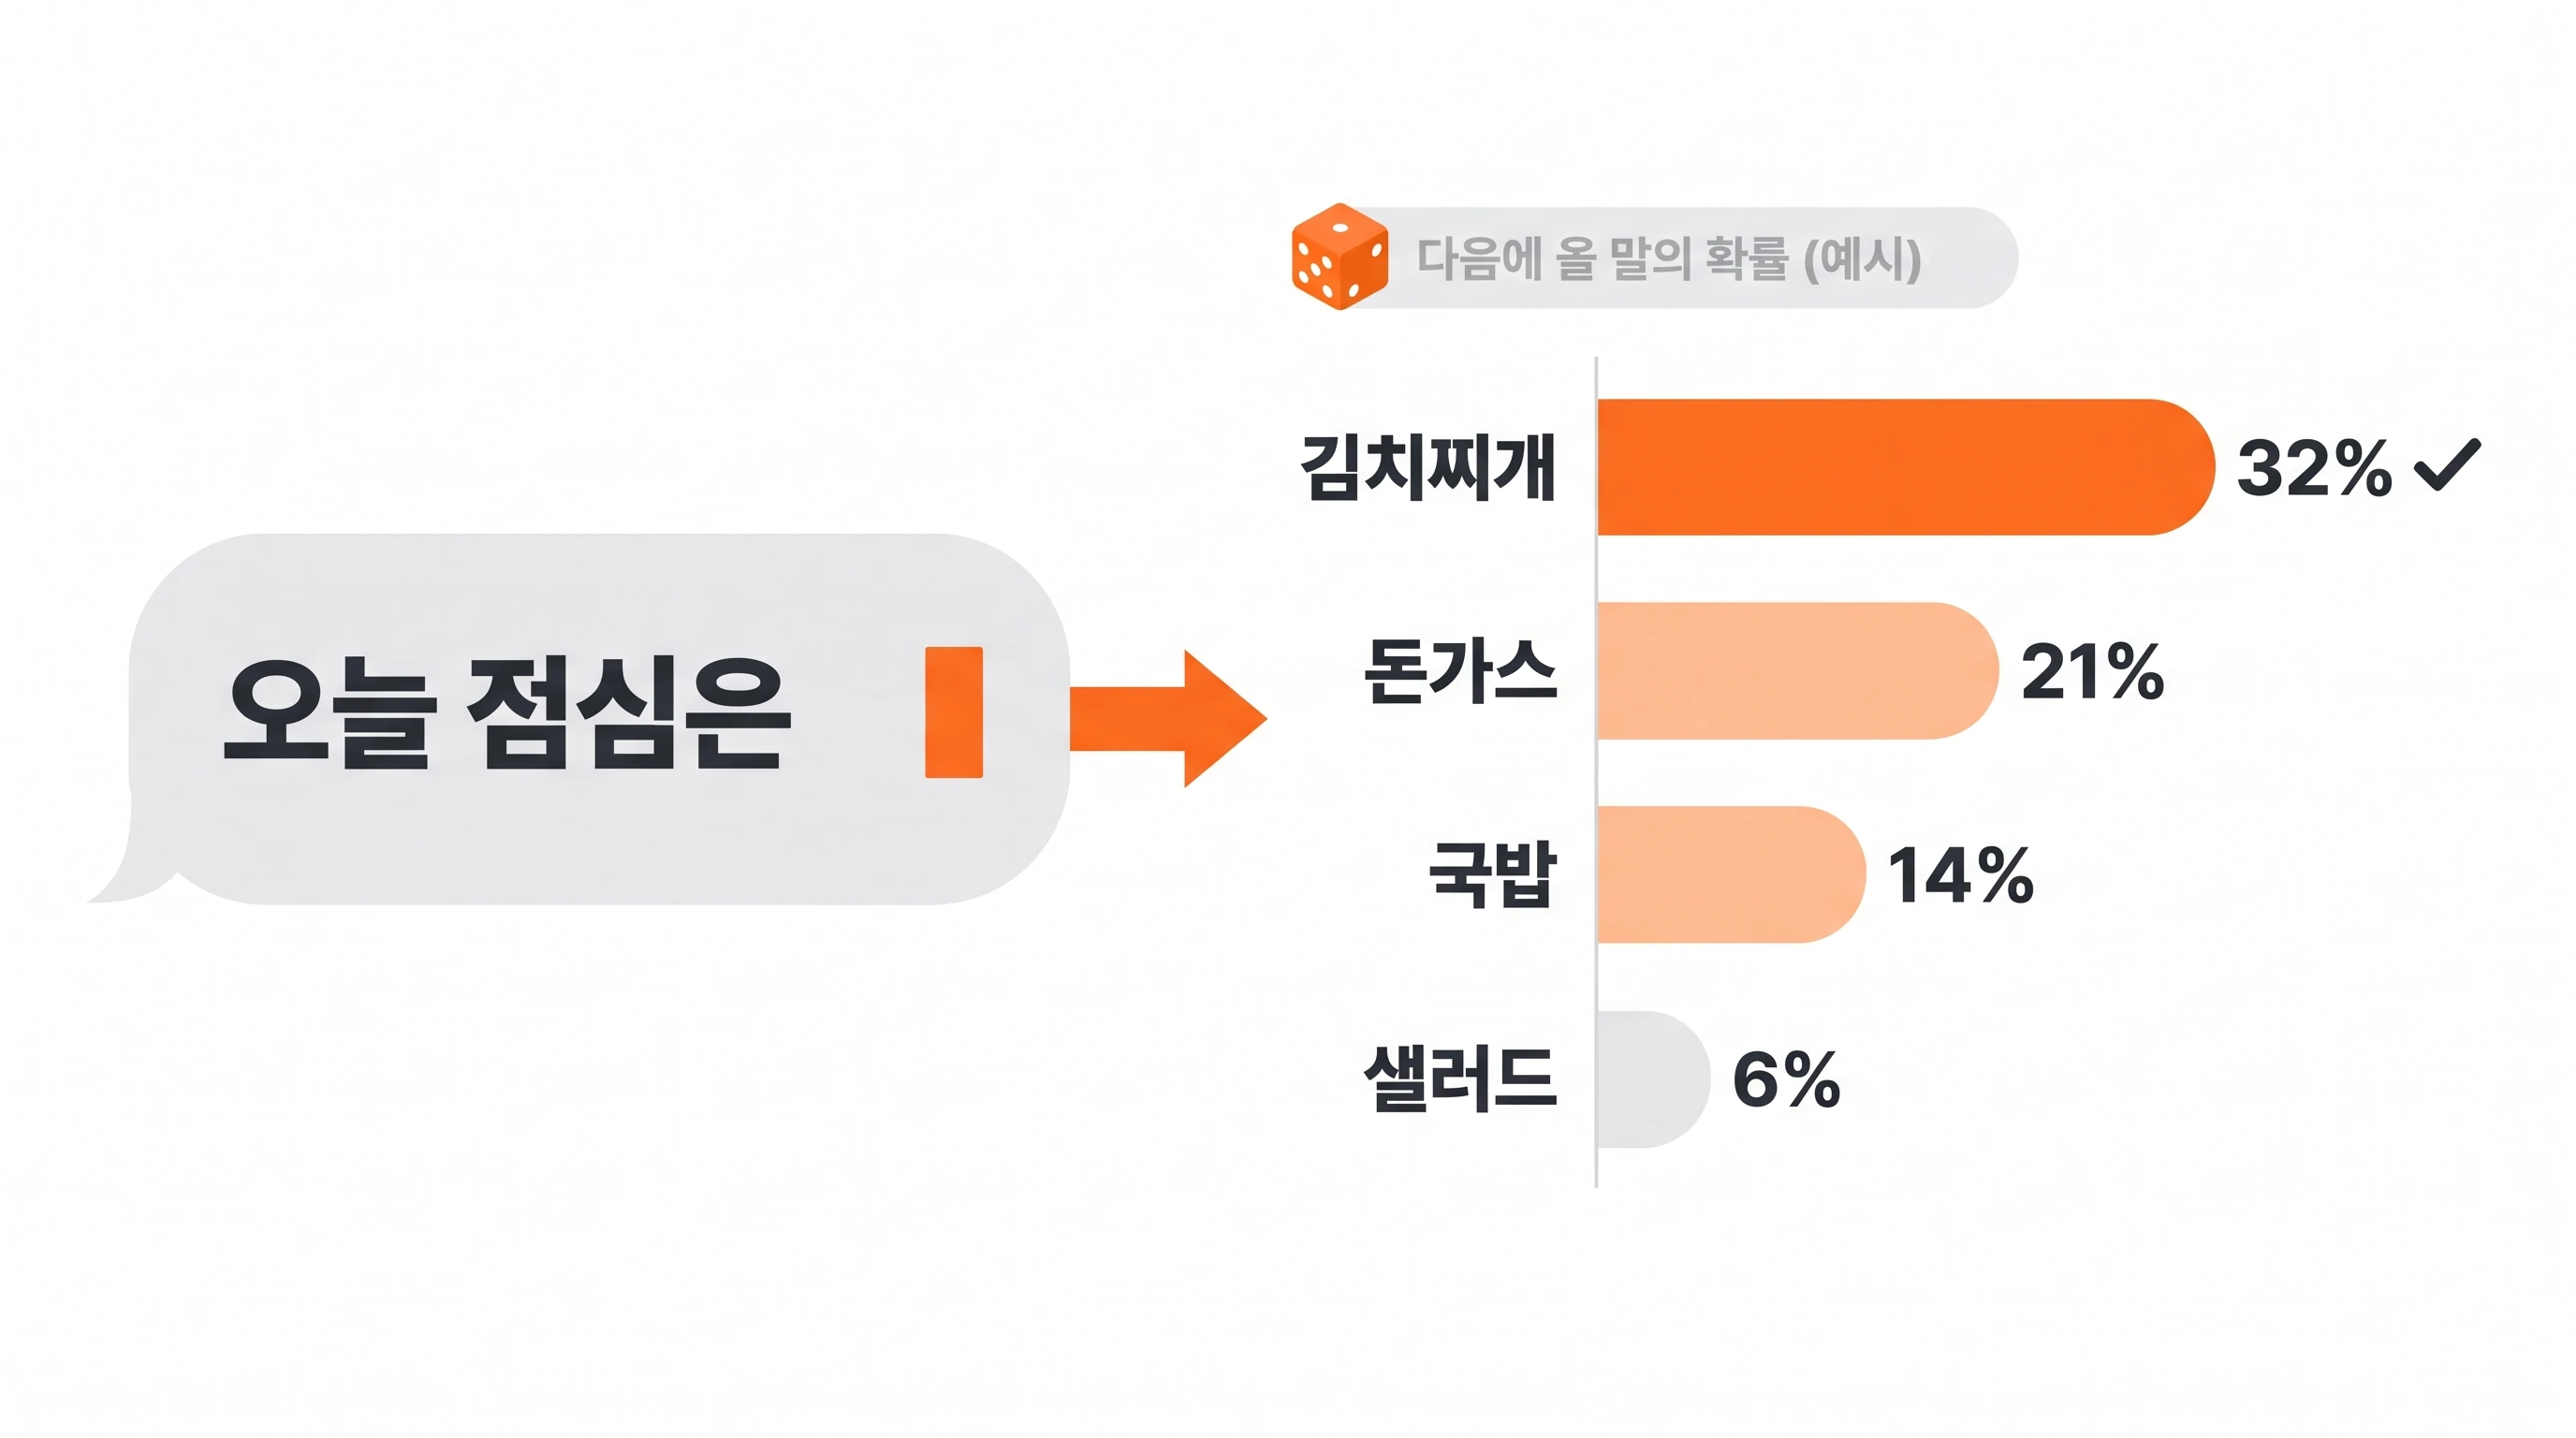 다음에 올 말의 확률 (예시)
오늘 점심은
김치찌개 32%
돈가스 21%
국밥 14%
샐러드 6%